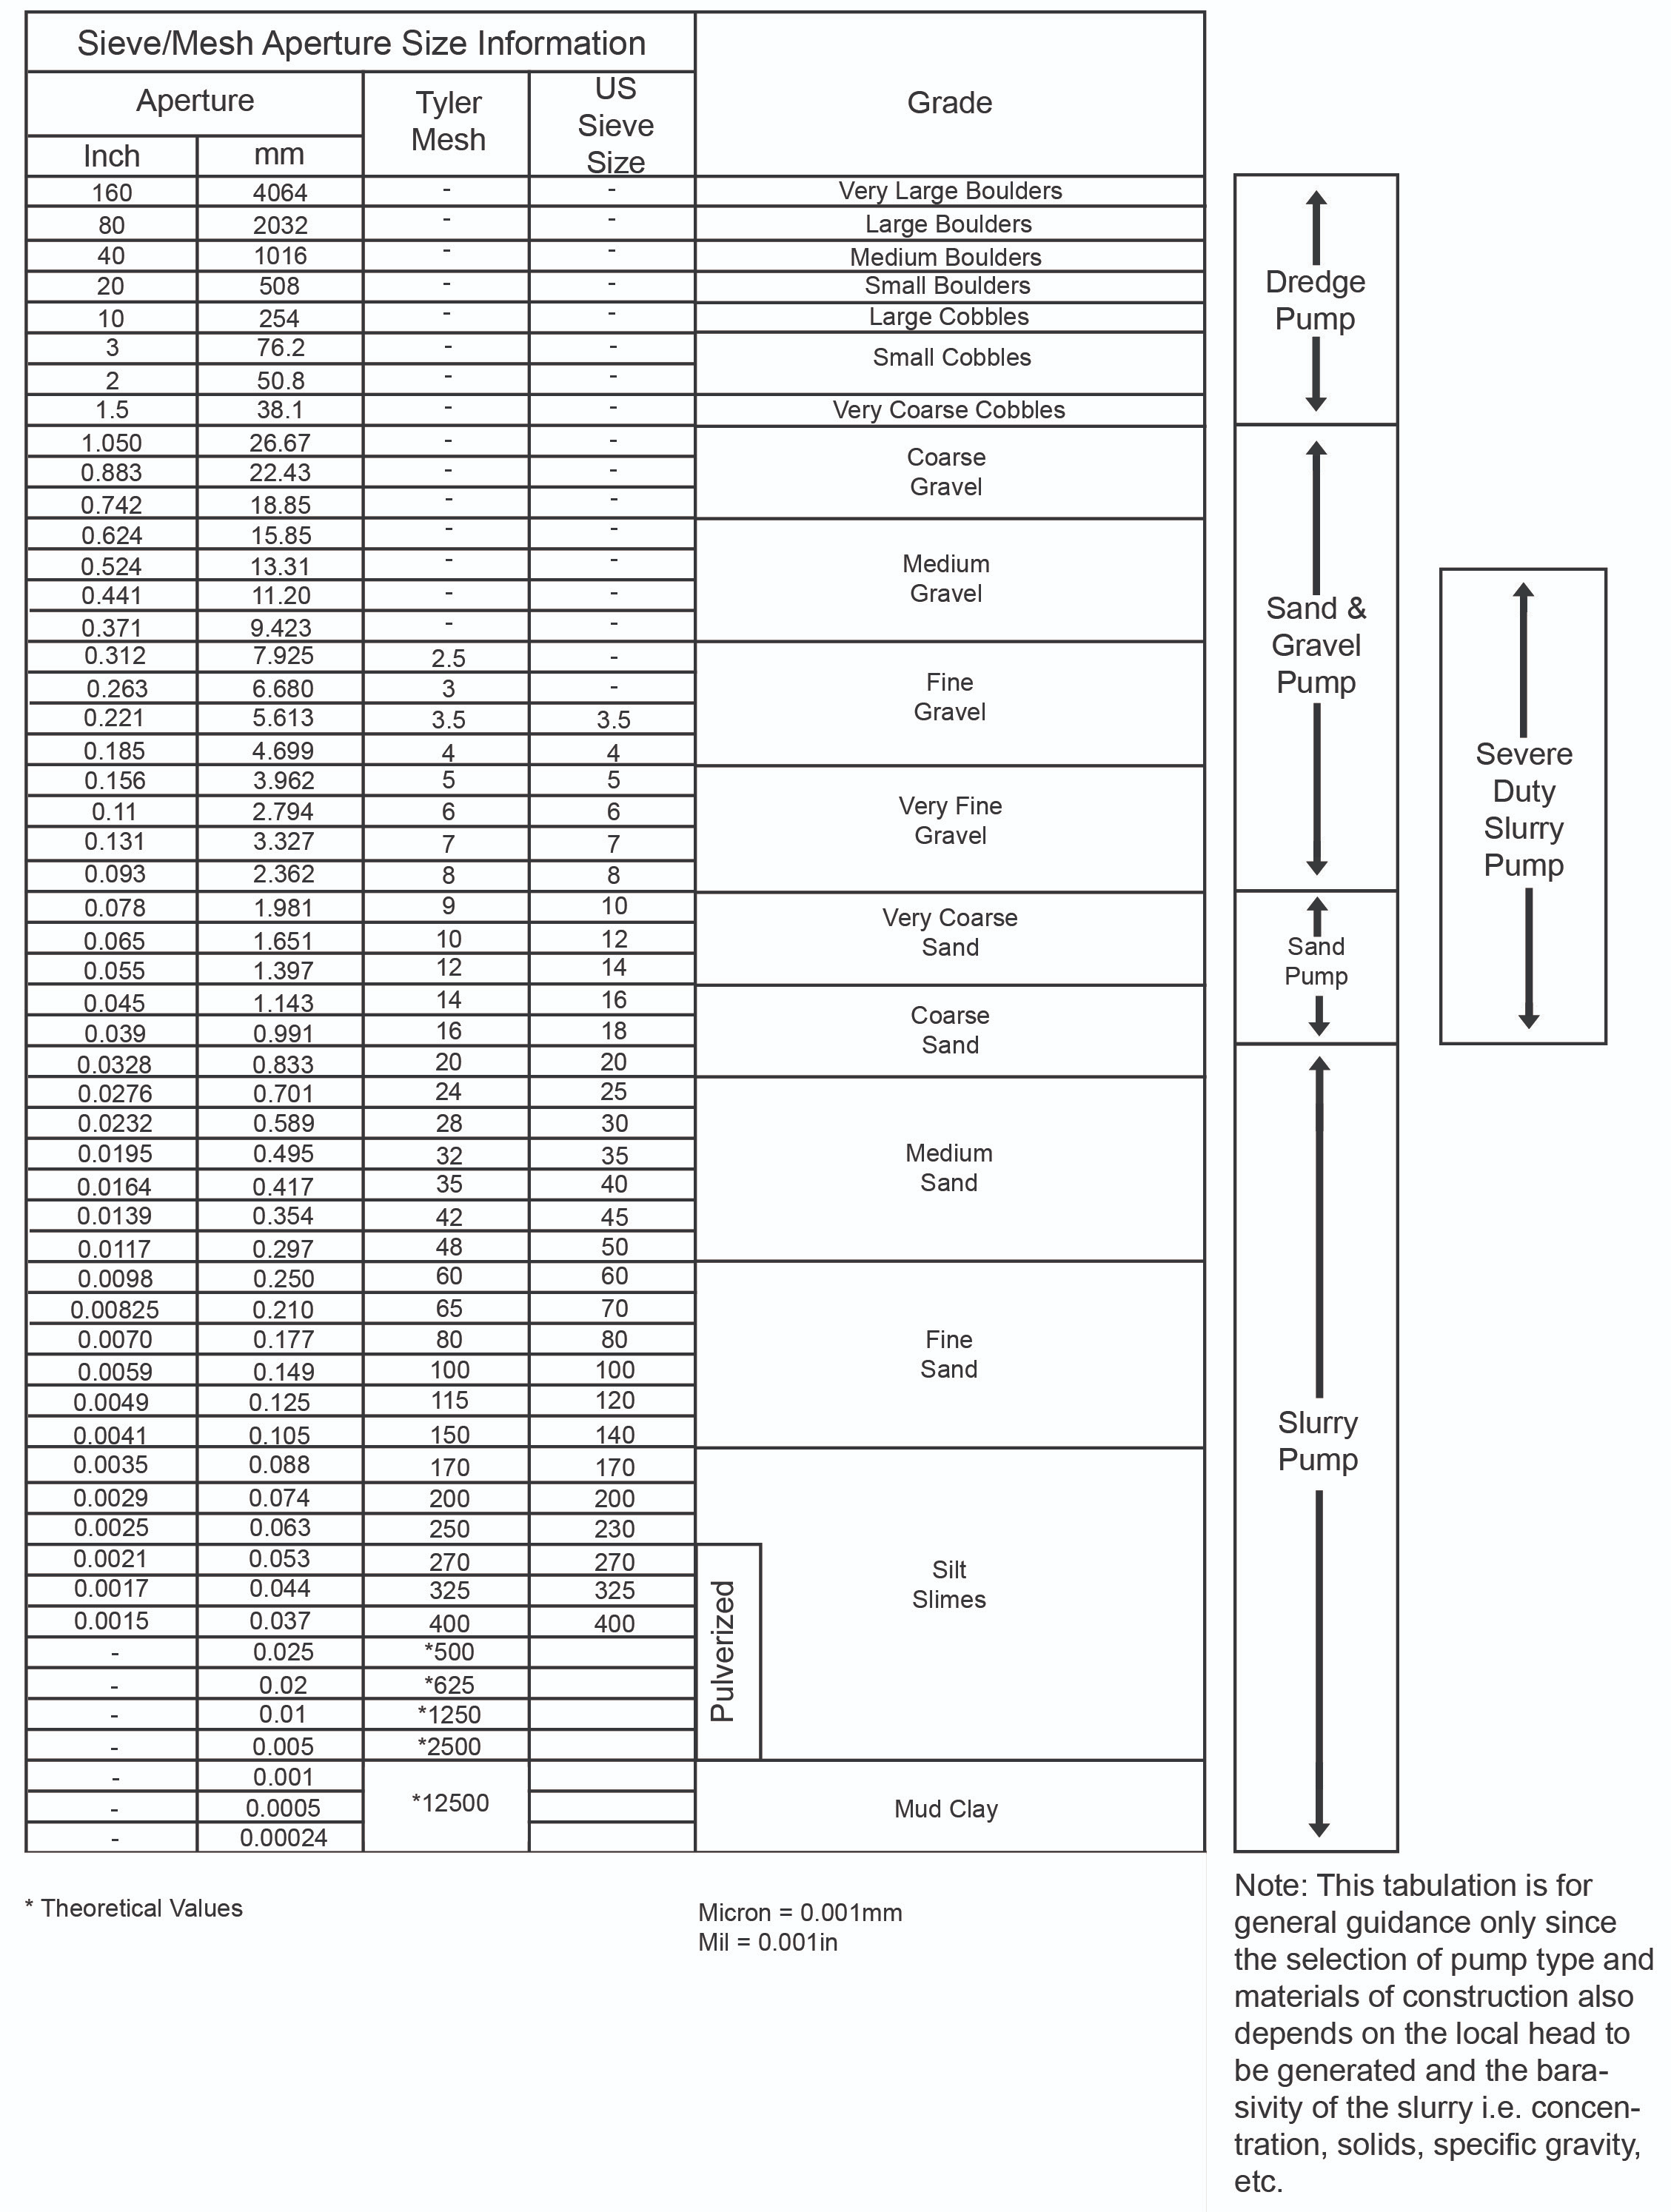 Sieve/Mesh Aperture Size Information
Aperture
Tyler
Mesh
US
Sieve
Size
Grade
Inch mm
160 4064 - - Very Large Boulders
80 2032 - - Large Boulders
40 1016 - - Medium Boulders
20 508 - - Small Boulders
10 254 - - Large Cobbles
3 76.2 - -
Small Cobbles
2 50.8 - -
1.5 38.1 - - Very Coarse Cobbles
1.050 26.67 - -
0.883 22.43 - -
0.742 18.85 - -
Coarse
Gravel
0.624 15.85 - -
0.524 13.31 - -
0.441 11.20 - -
0.371 9.423 - -
Medium
Gravel
0.312 7.925 2.5 -
0.263 6.680 3 -
0.221 5.613 3.5 3.5
0.185 4.699 4 4
Fine
Gravel
0.156 3.962 5 5
0.11 2.794 6 6
0.131 3.327 7 7
0.093 2.362 8 8
Very Fine
Gravel
0.078 1.981 9 10
0.065 1.651 10 12
0.055 1.397 12 14
Very Coarse
Sand
0.045 1.143 14 16
0.039 0.991 16 18
0.0328 0.833 20 20
Coarse
Sand
0.0276 0.701 24 25
0.0232 0.589 28 30
0.0195 0.495 32 35
0.0164 0.417 35 40
0.0139 0.354 42 45
0.0117 0.297 48 50
Medium
Sand
0.0098 0.250 60 60
0.00825 0.210 65 70
0.0070 0.177 80 80
0.0059 0.149 100 100
0.0049 0.125 115 120
0.0041 0.105 150 140
Fine
Sand
0.0035 0.088 170 170
0.0029 0.074 200 200
0.0025 0.063 250 230
0.0021 0.053 270 270
0.0017 0.044 325 325
0.0015 0.037 400 400
- 0.025 *500
- 0.02 *625
- 0.01 *1250
- 0.005 *2500
Pulverized
Silt
Slimes
- 0.001
- 0.0005
- 0.00024
*12500
Mud Clay
Dredge
Pump
Sand &
Gravel
Pump
Sand
Pump
Slurry
Pump
Severe
Duty
Slurry
Pump
* Theoretical Values
Micron = 0.001mm
Mil = 0.001in
Note: This tabulation is for
general guidance only since
the selection of pump type and
materials of construction also
depends on the local head to
be generated and the bara-
sivity of the slurry i.e. concen-
tration, solids, specific gravity,
etc.